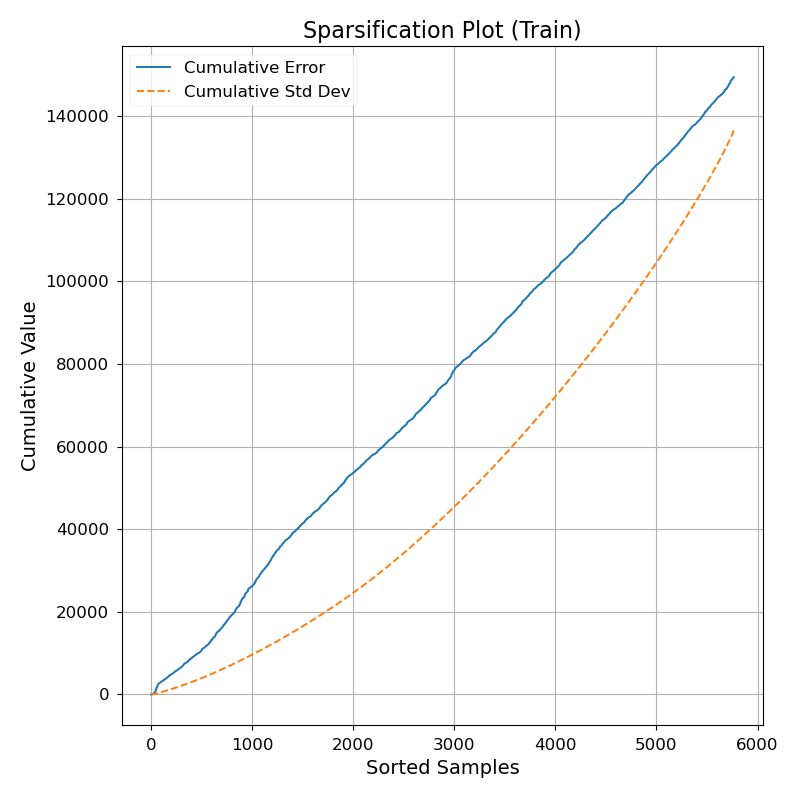 Sparsification Plot (Train)
Cumulative Error
Cumulative Std Dev
Cumulative Value
140000
120000
100000
80000
60000
40000
20000
0
0 1000 2000 3000 4000 5000 6000
Sorted Samples